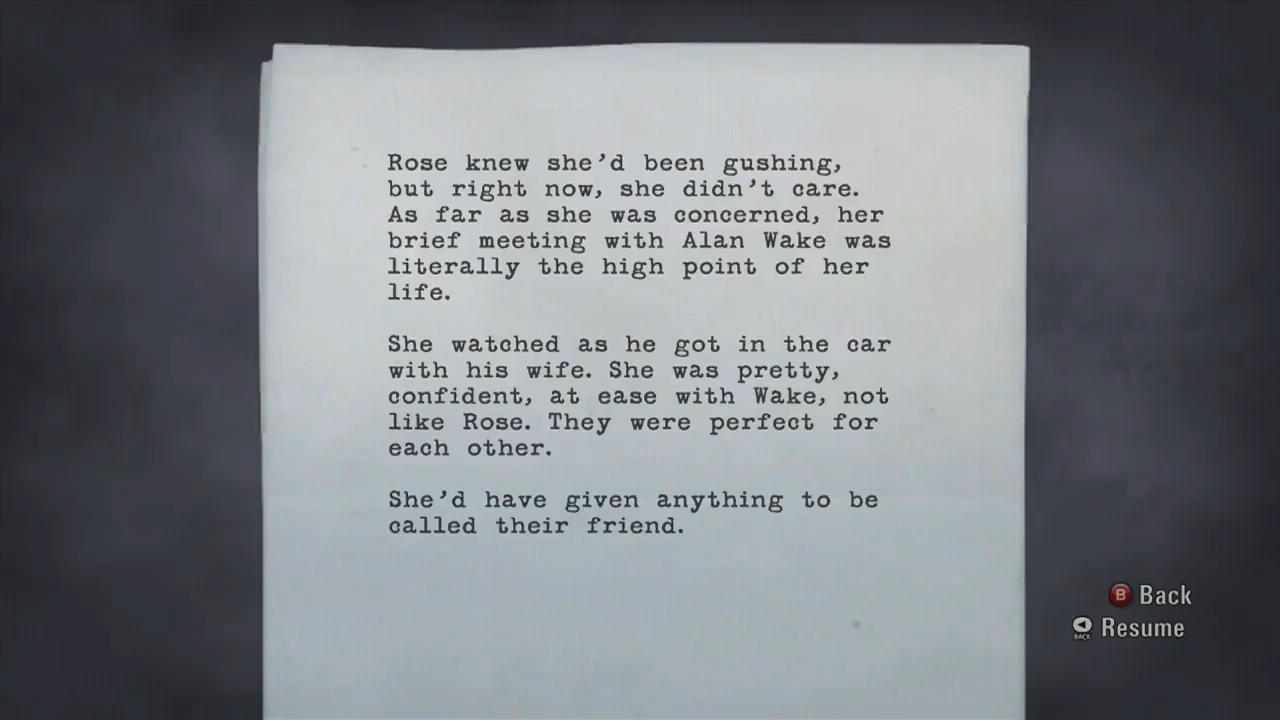 Rose knew she'd been gushing,
but right now, she didn't care.
As far as she was concerned, her
brief meeting with Alan Wake was
literally the high point of her
life.
She watched as he got in the car
with his wife. She was pretty,
confident, at ease with Wake, not
like Rose. They were perfect for
each other.
She'd have given anything to be
called their friend.
B Back
BACK Resume